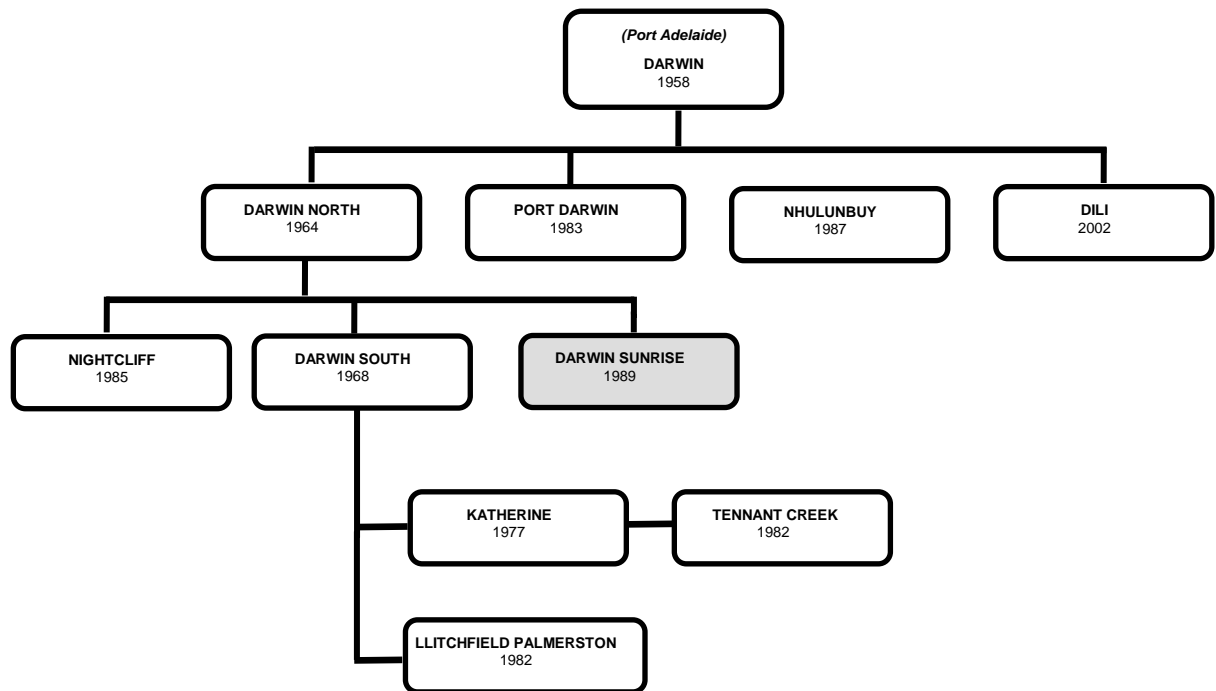 (Port Adelaide)
DARWIN
1958
DARWIN NORTH
1964
PORT DARWIN
1983
NHULUNBUY
1987
DILI
2002
NIGHTCLIFF
1985
DARWIN SOUTH
1968
DARWIN SUNRISE
1989
KATHERINE
1977
TENNANT CREEK
1982
LLITCHFIELD PALMERSTON
1982